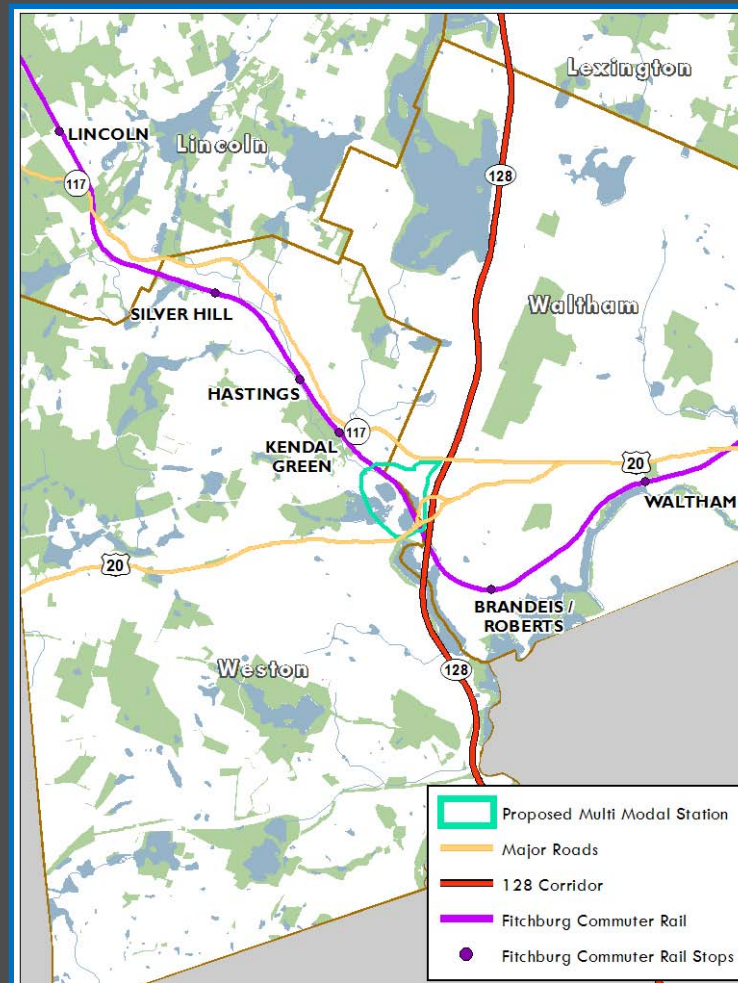 Lexington
LINCOLN
Lincoln
117
128
SILVER HILL
Waltham
HASTINGS
117
KENDAL
GREEN
20
WALTHAM
20
BRANDEIS /
ROBERTS
Weston
128
Proposed Multi Modal Station
Major Roads
128 Corridor
Fitchburg Commuter Rail
Fitchburg Commuter Rail Stops